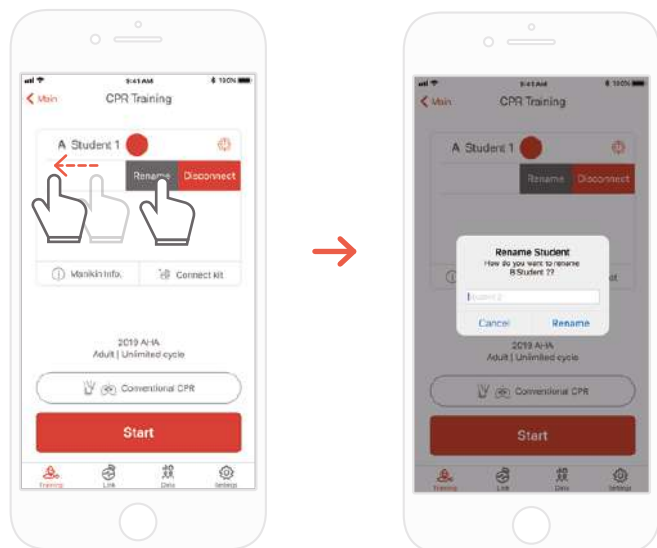 9:41 AM 100%
Main CPR Training
A Student 1
Rename Disconnect
Manikin Info. Connect kit
2019 AHA
Adult | Unlimited cycle
Conventional CPR
Start
Training Link Data Settings
9:41 AM 100%
Main CPR Training
A Student 1
Rename Disconnect
Rename Student
How do you want to rename
B Student 2?
Student 2
Cancel Rename
2019 AHA
Adult | Unlimited cycle
Conventional CPR
Start
Training Link Data Settings